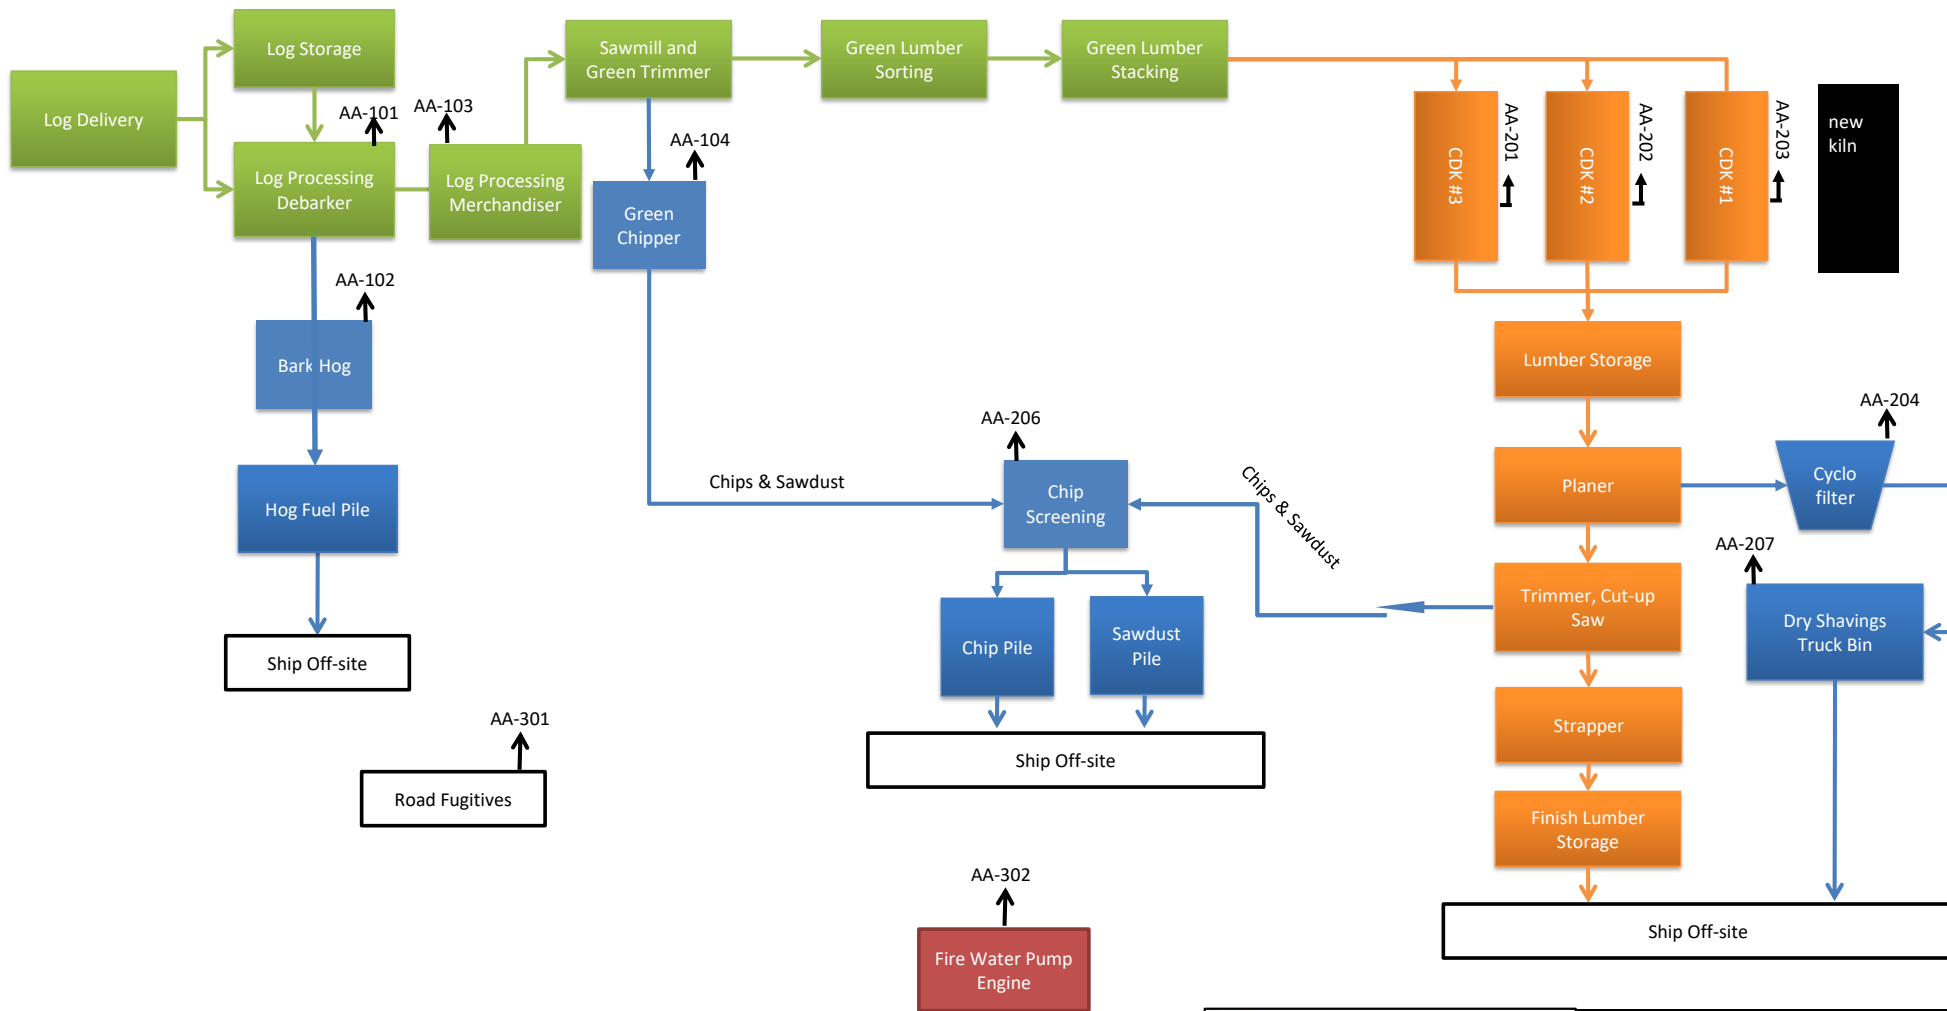 Log Delivery
Log Storage
AA-101
Log Processing
Debarker
AA-103
Log Processing
Merchandiser
Sawmill and
Green Trimmer
Green Lumber
Sorting
Green Lumber
Stacking
AA-104
Green
Chipper
CDK #3
AA-201
CDK #2
AA-202
CDK #1
AA-203
new
kiln
AA-102
Bark Hog
Hog Fuel Pile
Ship Off-site
Chips & Sawdust
AA-206
Chip
Screening
Chips & Sawdust
Chip Pile
Sawdust
Pile
Ship Off-site
Lumber Storage
Planer
AA-204
Cyclo
filter
Trimmer, Cut-up
Saw
AA-207
Dry Shavings
Truck Bin
Strapper
Finish Lumber
Storage
Ship Off-site
AA-301
Road Fugitives
AA-302
Fire Water Pump
Engine